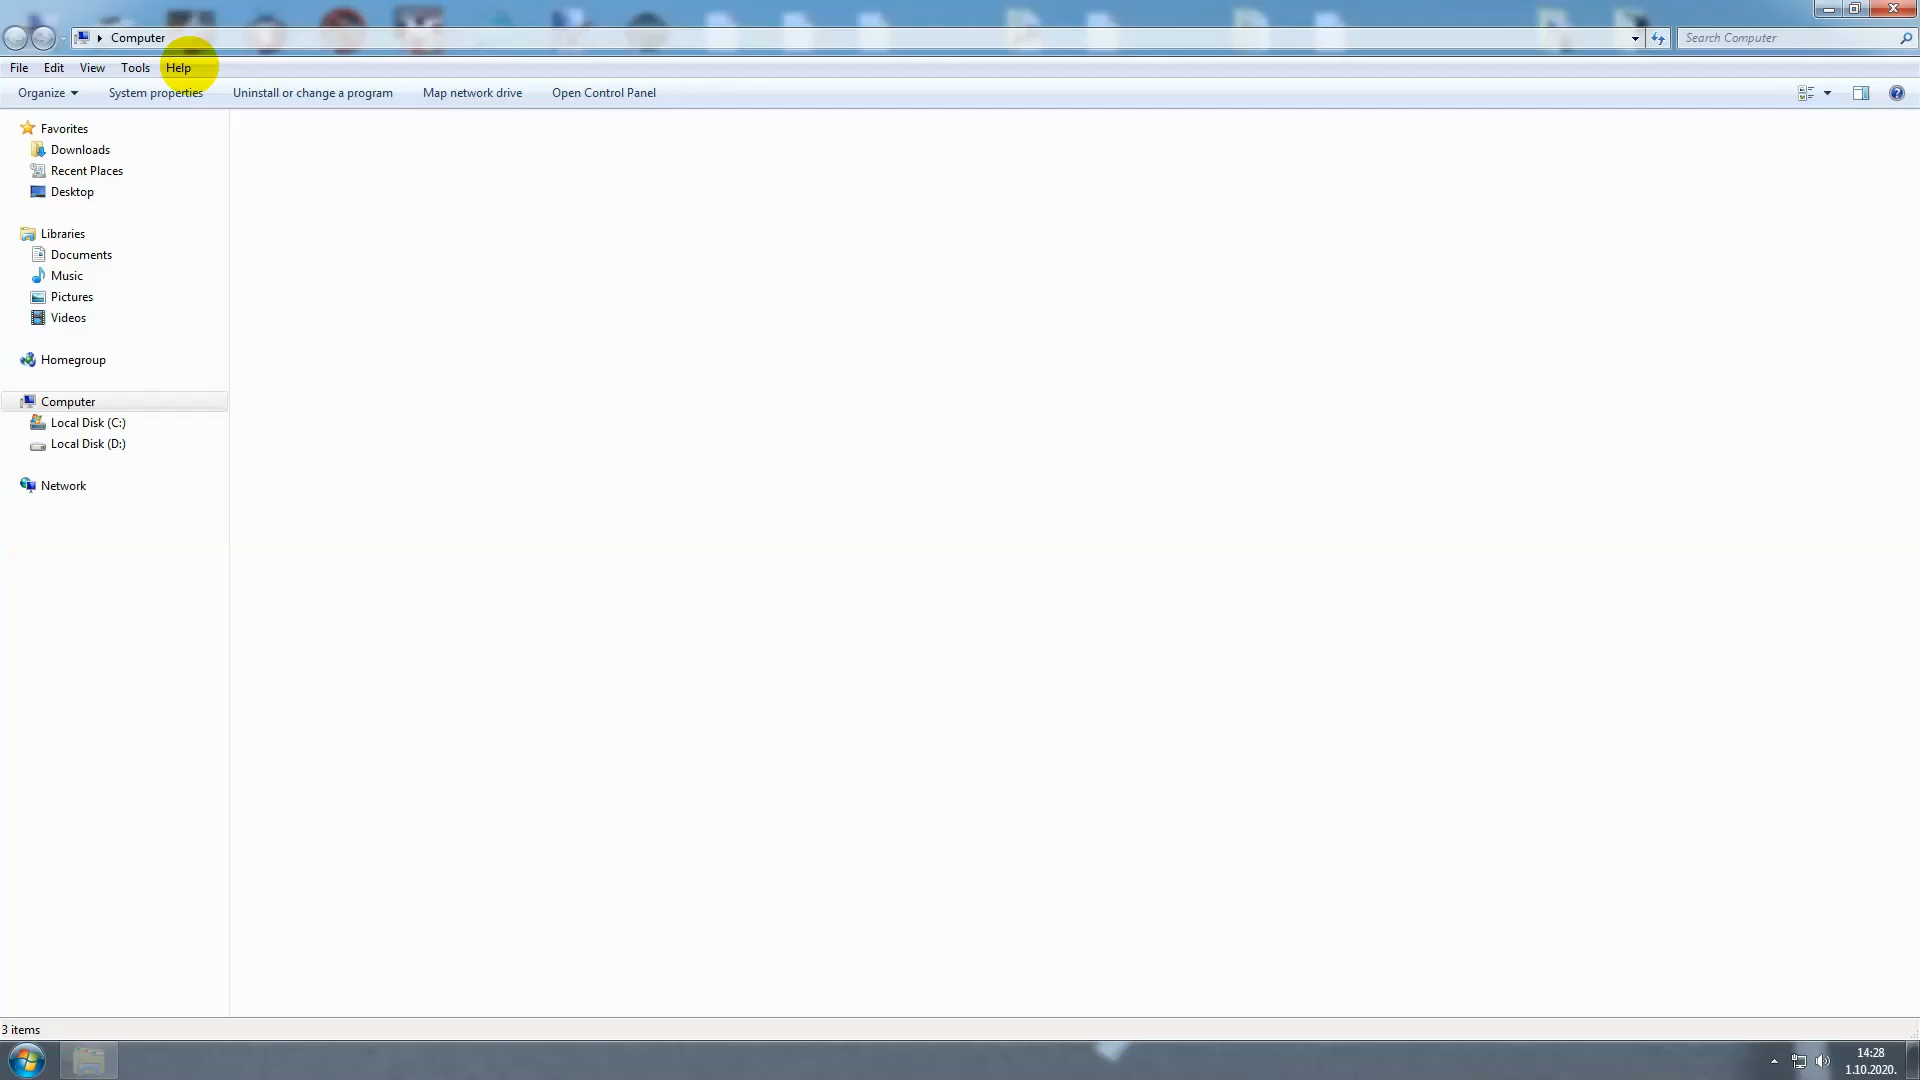 Computer
Search Computer
File Edit View Tools Help
Organize System properties Uninstall or change a program Map network drive Open Control Panel
Favorites
Downloads
Recent Places
Desktop
Libraries
Documents
Music
Pictures
Videos
Homegroup
Computer
Local Disk (C:)
Local Disk (D:)
Network
3 items
14:28
1.10.2020.